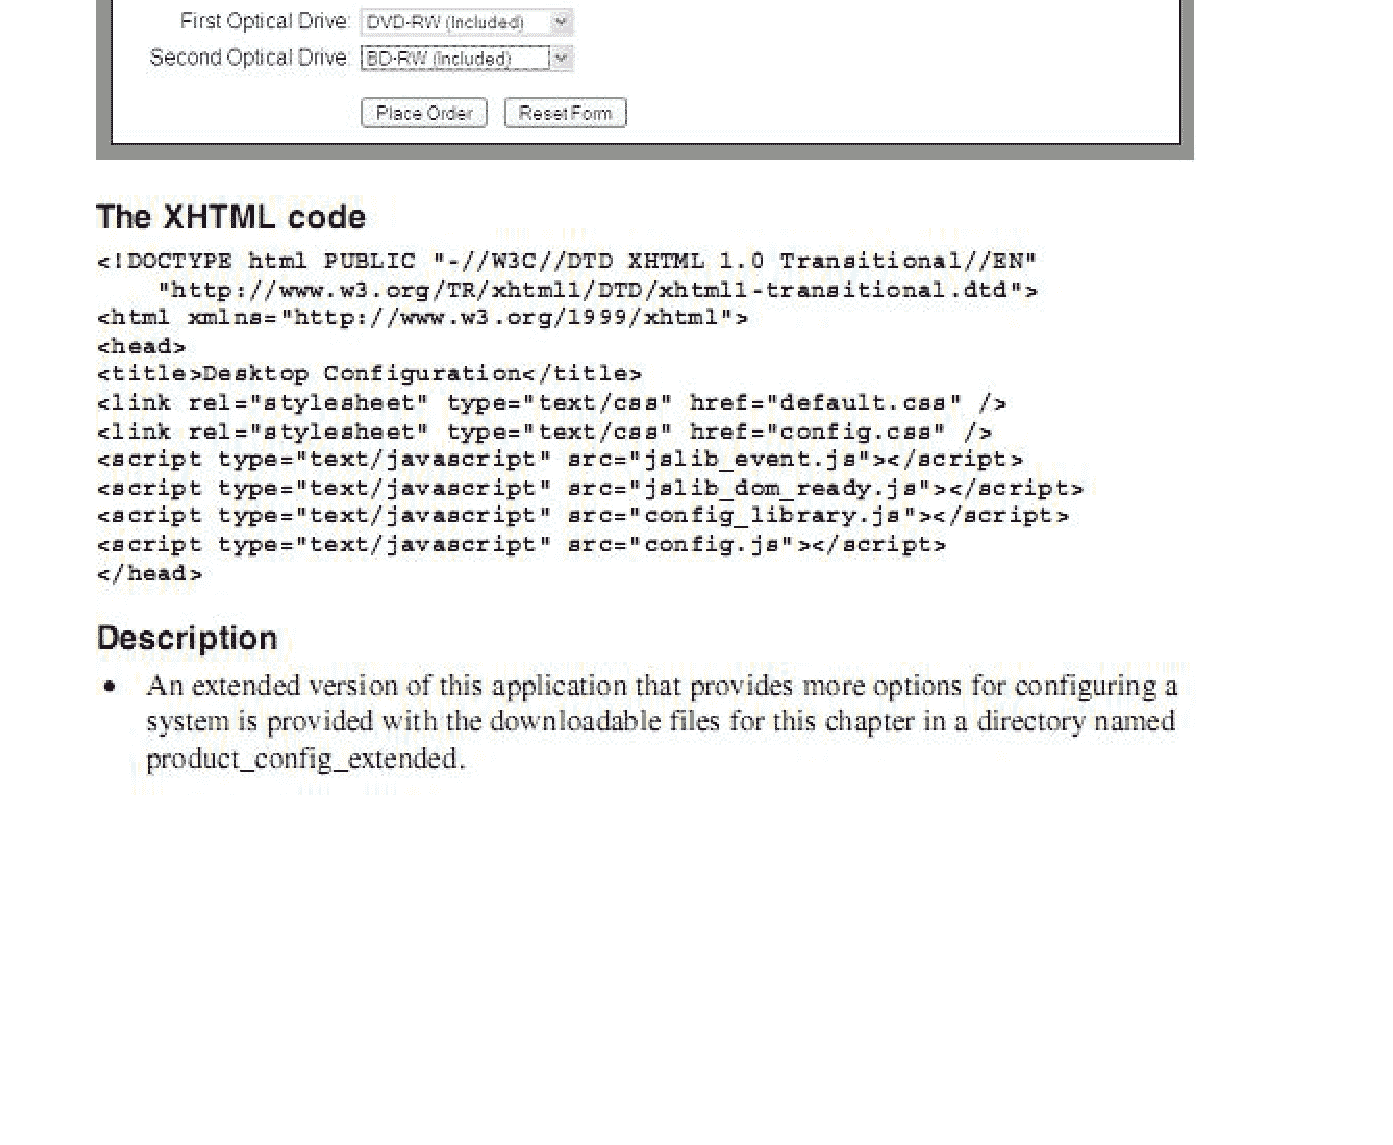 First Optical Drive: DVD-RW (Included)
Second Optical Drive: BD-RW (Included)
Place Order Reset Form
The XHTML code
<!DOCTYPE html PUBLIC "-//W3C//DTD XHTML 1.0 Transitional//EN"
"http://www.w3.org/TR/xhtml1/DTD/xhtml1-transitional.dtd">
<html xmlns="http://www.w3.org/1999/xhtml">
<head>
<title>Desktop Configuration</title>
<link rel="stylesheet" type="text/css" href="default.css" />
<link rel="stylesheet" type="text/css" href="config.css" />
<script type="text/javascript" src="jslib_event.js"></script>
<script type="text/javascript" src="jslib_dom_ready.js"></script>
<script type="text/javascript" src="config_library.js"></script>
<script type="text/javascript" src="config.js"></script>
</head>
Description
• An extended version of this application that provides more options for configuring a
system is provided with the downloadable files for this chapter in a directory named
product_config_extended.